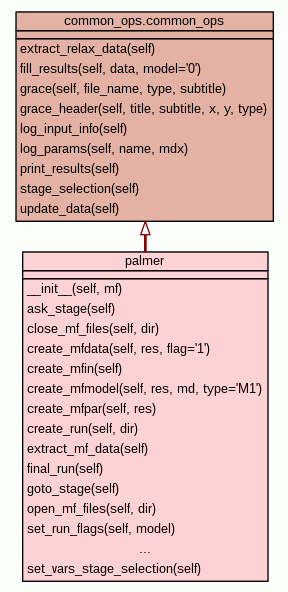 common_ops.common_ops
extract_relax_data(self)
fill_results(self, data, model='0')
grace(self, file_name, type, subtitle)
grace_header(self, title, subtitle, x, y, type)
log_input_info(self)
log_params(self, name, mdx)
print_results(self)
stage_selection(self)
update_data(self)
palmer
__init__(self, mf)
ask_stage(self)
close_mf_files(self, dir)
create_mfdata(self, res, flag='1')
create_mfin(self)
create_mfmodel(self, res, md, type='M1')
create_mfpar(self, res)
create_run(self, dir)
extract_mf_data(self)
final_run(self)
goto_stage(self)
open_mf_files(self, dir)
set_run_flags(self, model)
...
set_vars_stage_selection(self)